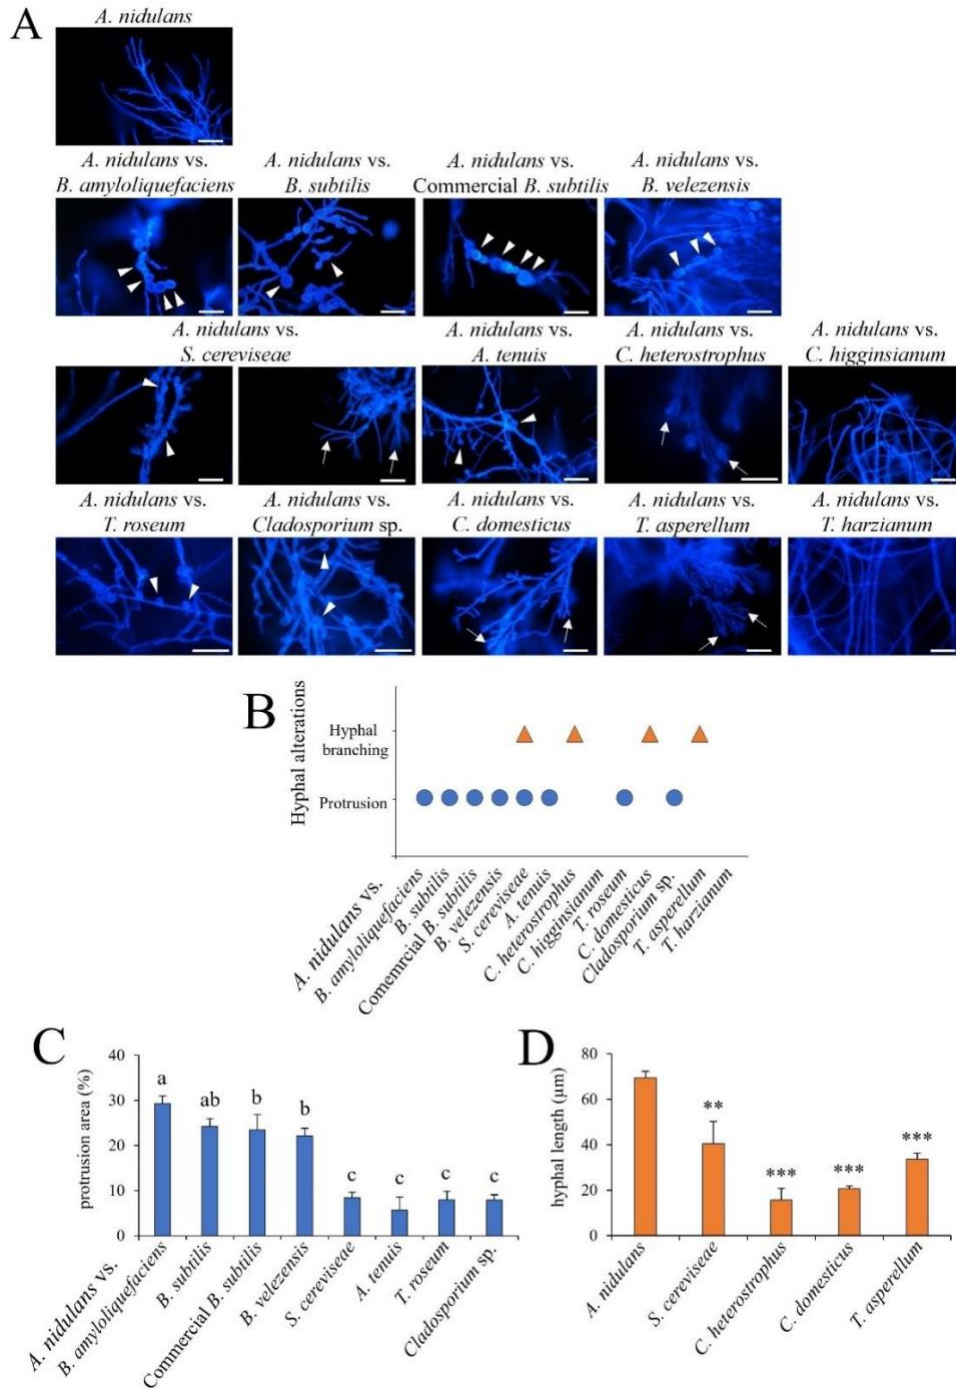 A
A. nidulans
A. nidulans vs.
B. amyloliquefaciens
A. nidulans vs.
B. subtilis
A. nidulans vs.
Commercial B. subtilis
A. nidulans vs.
B. velezensis
A. nidulans vs.
S. cereviseae
A. nidulans vs.
A. tenuis
A. nidulans vs.
C. heterostrophus
A. nidulans vs.
C. higginsianum
A. nidulans vs.
T. roseum
A. nidulans vs.
Cladosporium sp.
A. nidulans vs.
C. domesticus
A. nidulans vs.
T. asperellum
A. nidulans vs.
T. harzianum
B
Hyphal alterations
Hyphal
branching
Protrusion
A. nidulans vs.
B. amyloliquefaciens
B. subtilis
Comemrcial B. subtilis
B. velezensis
S. cereviseae
A. tenuis
C. heterostrophus
C. higginsianum
T. roseum
C. domesticus
Cladosporium sp.
T. asperellum
T. harzianum
C
protrusion area (%)
40
30
20
10
0
a
ab
b
b
c
c
c
c
A. nidulans vs.
B. amyloliquefaciens
B. subtilis
Commercial B. subtilis
B. velezensis
S. cereviseae
A. tenuis
T. roseum
Cladosporium sp.
D
hyphal length (µm)
80
60
40
20
0
**
***
***
***
A. nidulans
S. cereviseae
C. heterostrophus
C. domesticus
T. asperellum